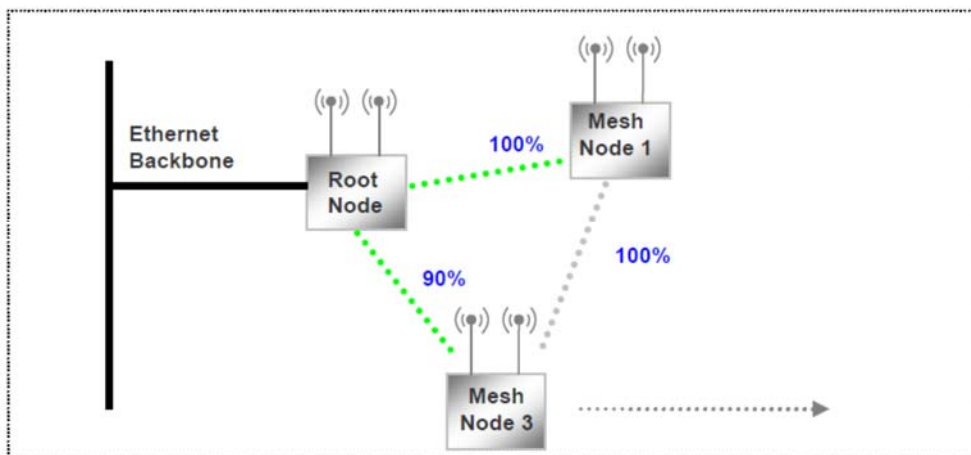 Ethernet
Backbone
Root
Node
100%
Mesh
Node 1
90%
100%
Mesh
Node 3